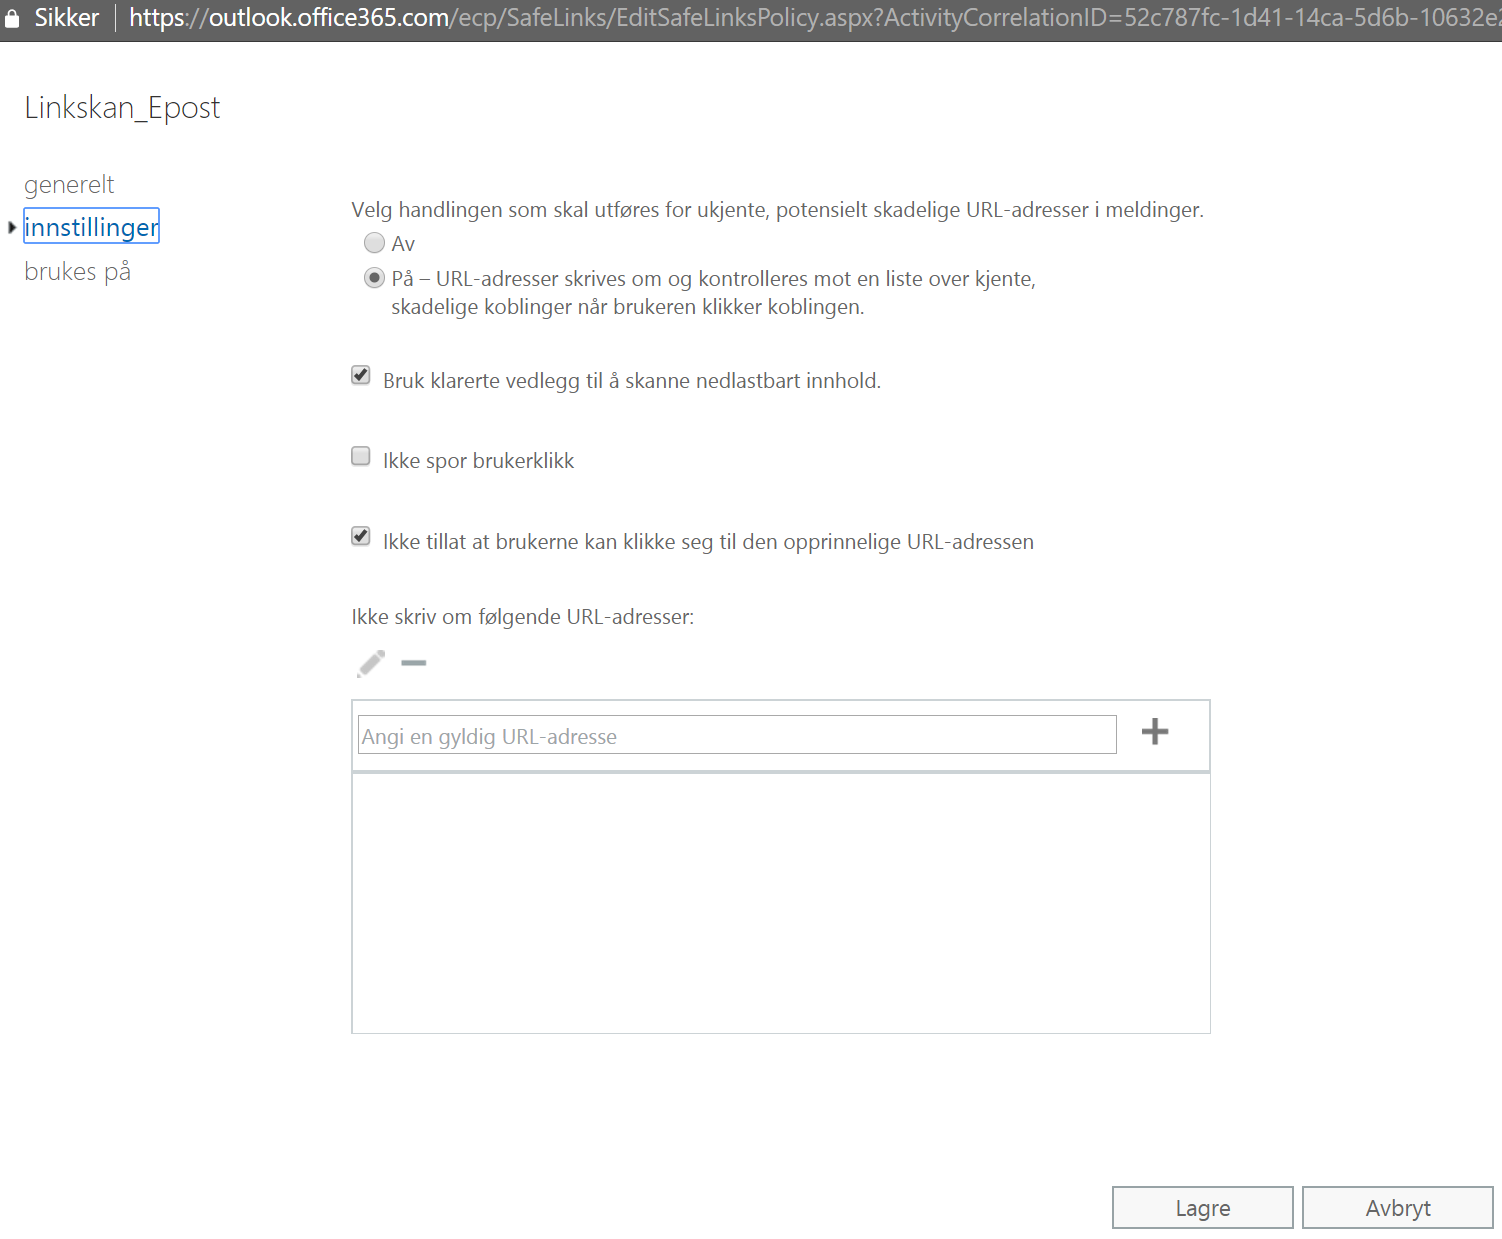 Sikker https://outlook.office365.com/ecp/SafeLinks/EditSafeLinksPolicy.aspx?ActivityCorrelationID=52c787fc-1d41-14ca-5d6b-10632e
Linkskan_Epost
generelt
innstillinger
brukes på
Velg handlingen som skal utføres for ukjente, potensielt skadelige URL-adresser i meldinger.
Av
På – URL-adresser skrives om og kontrolleres mot en liste over kjente,
skadelige koblinger når brukeren klikker koblingen.
Bruk klarerte vedlegg til å skanne nedlastbart innhold.
Ikke spor brukerklikk
Ikke tillat at brukerne kan klikke seg til den opprinnelige URL-adressen
Ikke skriv om følgende URL-adresser:
Angi en gyldig URL-adresse
Lagre
Avbryt